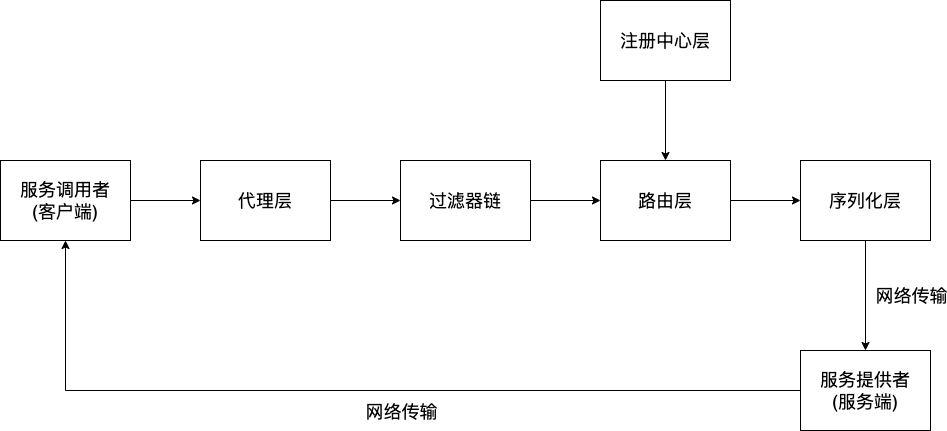 注册中心层
服务调用者
(客户端)
代理层
过滤器链
路由层
序列化层
网络传输
服务提供者
(服务端)
网络传输